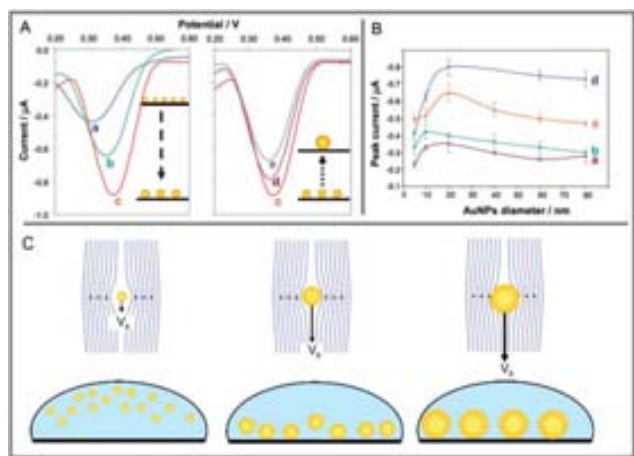 A
Potential / V
0.20 0.30 0.40 0.50 0.60 0.20 0.30 0.40 0.50 0.60
0.0
-0.2
-0.4
-0.6
-0.8
-1.0
Current / µA
a
b
c
d
c
B
Peak current / µA
-0.8
-0.7
-0.6
-0.5
-0.4
-0.3
-0.2
-0.1
0 10 20 30 40 50 60 70 80 90
AuNPs diameter / nm
d
c
b
a
C